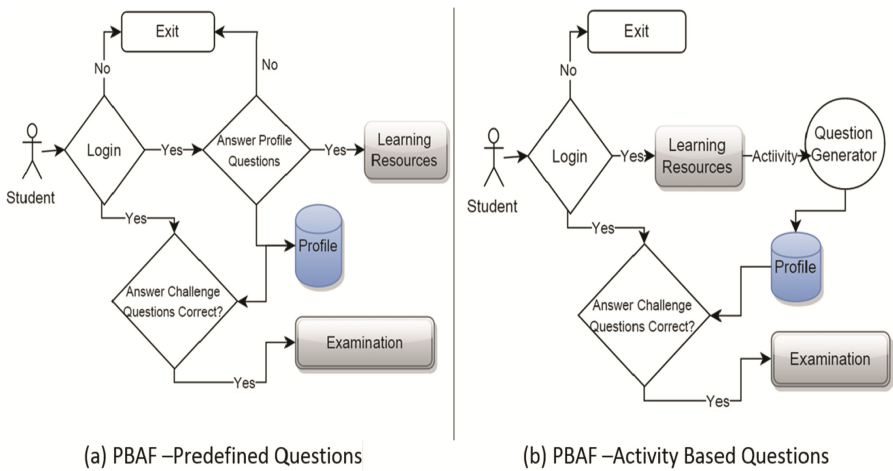 Exit
No
No
Login
Yes
Answer Profile
Questions
Yes
Learning
Resources
Student
Yes
Profile
Answer Challenge
Questions Correct?
Examination
Yes
(a) PBAF –Predefined Questions
Exit
No
Login
Yes
Learning
Resources
Activity
Question
Generator
Student
Yes
Profile
Answer Challenge
Questions Correct?
Examination
Yes
(b) PBAF –Activity Based Questions